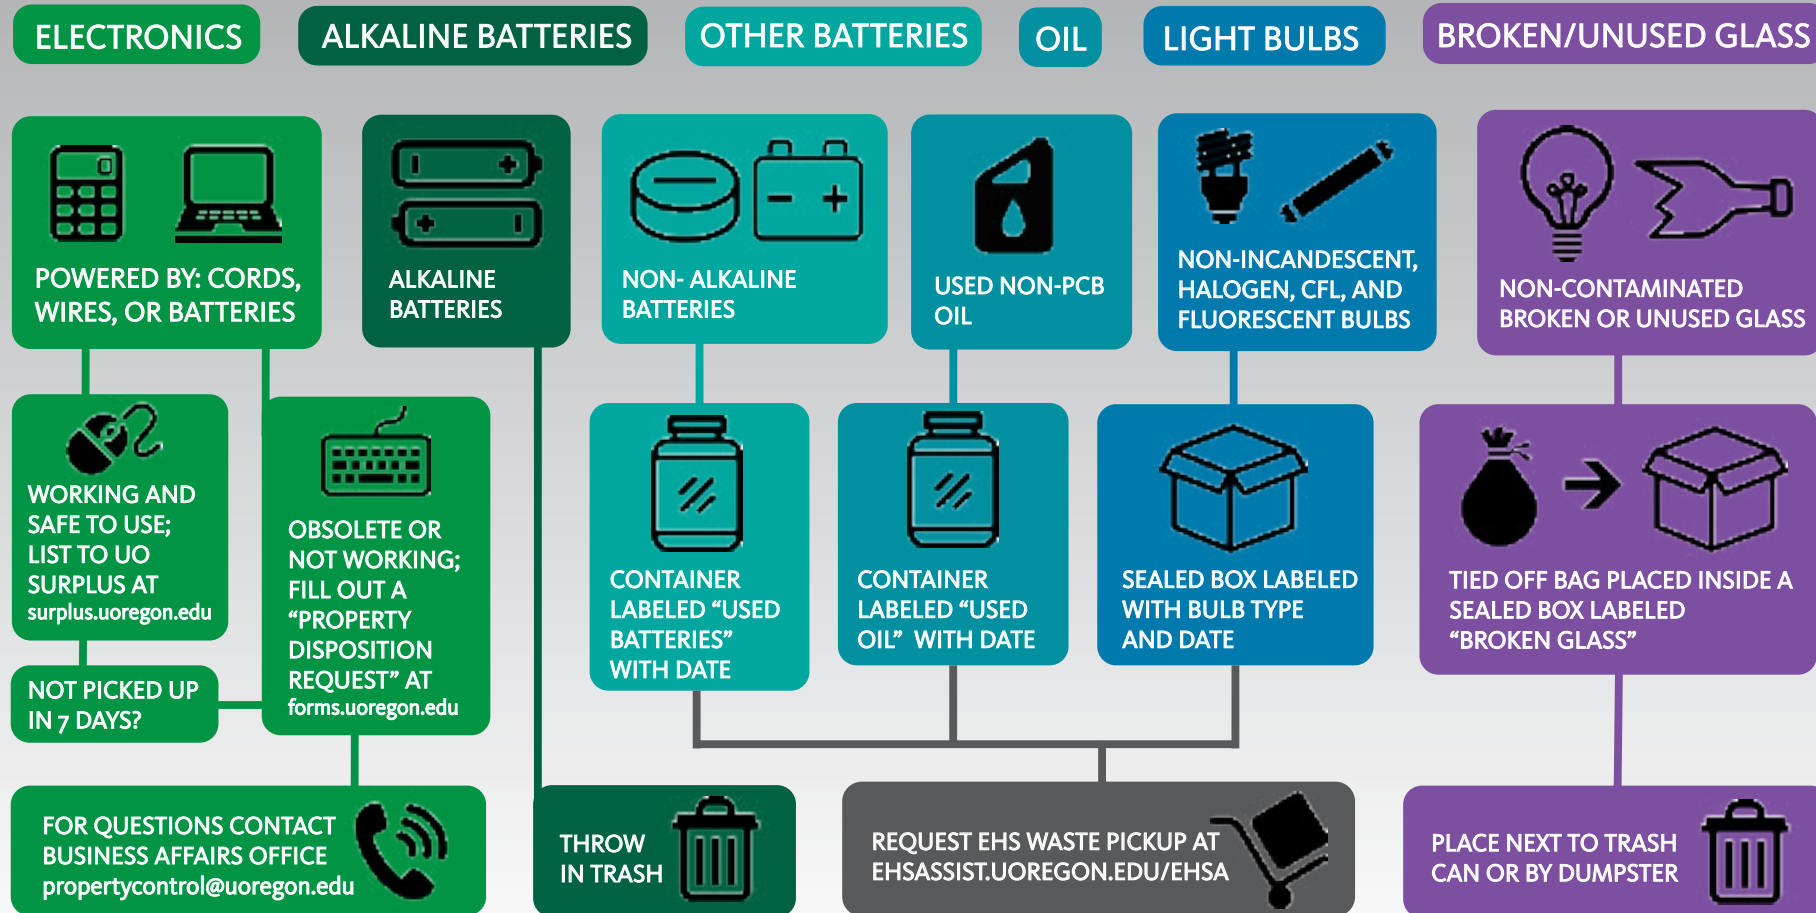 ELECTRONICS
ALKALINE BATTERIES
OTHER BATTERIES
OIL
LIGHT BULBS
BROKEN/UNUSED GLASS
POWERED BY: CORDS,
WIRES, OR BATTERIES
ALKALINE
BATTERIES
NON- ALKALINE
BATTERIES
USED NON-PCB
OIL
NON-INCANDESCENT,
HALOGEN, CFL, AND
FLUORESCENT BULBS
NON-CONTAMINATED
BROKEN OR UNUSED GLASS
WORKING AND
SAFE TO USE;
LIST TO UO
SURPLUS AT
surplus.uoregon.edu
OBSOLETE OR
NOT WORKING;
FILL OUT A
“PROPERTY
DISPOSITION
REQUEST” AT
forms.uoregon.edu
CONTAINER
LABELED “USED
BATTERIES”
WITH DATE
CONTAINER
LABELED “USED
OIL” WITH DATE
SEALED BOX LABELED
WITH BULB TYPE
AND DATE
TIED OFF BAG PLACED INSIDE A
SEALED BOX LABELED
“BROKEN GLASS”
NOT PICKED UP
IN 7 DAYS?
FOR QUESTIONS CONTACT
BUSINESS AFFAIRS OFFICE
propertycontrol@uoregon.edu
THROW
IN TRASH
REQUEST EHS WASTE PICKUP AT
EHSASSIST.UOREGON.EDU/EHSA
PLACE NEXT TO TRASH
CAN OR BY DUMPSTER